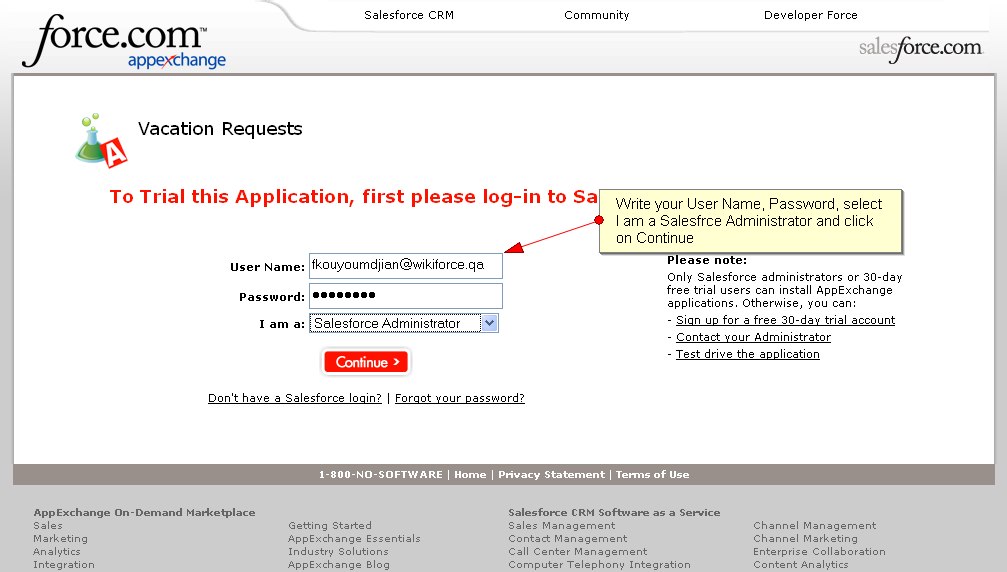 Salesforce CRM Community Developer Force
force.com™
appexchange
salesforce.com
A
Vacation Requests
To Trial this Application, first please log-in to Sa
Write your User Name, Password, select
I am a Salesfrce Administrator and click
on Continue
User Name: fkouyoumdjian@wikiforce.qa
Password: ●●●●●●●●
I am a: Salesforce Administrator
Continue >
Don't have a Salesforce login? | Forgot your password?
Please note:
Only Salesforce administrators or 30-day
free trial users can install AppExchange
applications. Otherwise, you can:
- Sign up for a free 30-day trial account
- Contact your Administrator
- Test drive the application
1-800-NO-SOFTWARE | Home | Privacy Statement | Terms of Use
AppExchange On-Demand Marketplace
Sales
Marketing
Analytics
Integration
Getting Started
AppExchange Essentials
Industry Solutions
AppExchange Blog
Salesforce CRM Software as a Service
Sales Management
Contact Management
Call Center Management
Computer Telephony Integration
Channel Management
Channel Marketing
Enterprise Collaboration
Content Analytics